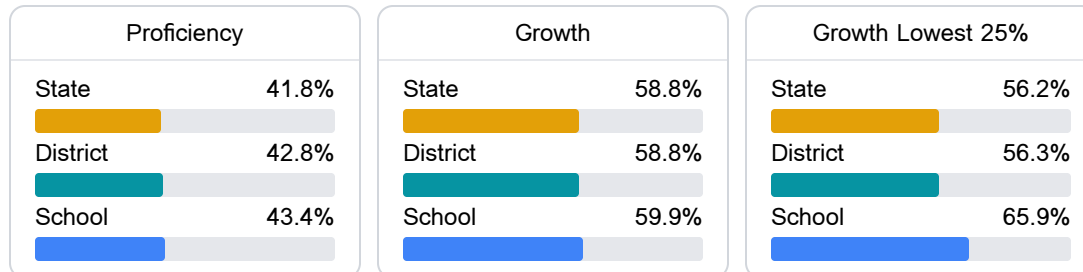 Proficiency
State 41.8%
District 42.8%
School 43.4%
Growth
State 58.8%
District 58.8%
School 59.9%
Growth Lowest 25%
State 56.2%
District 56.3%
School 65.9%